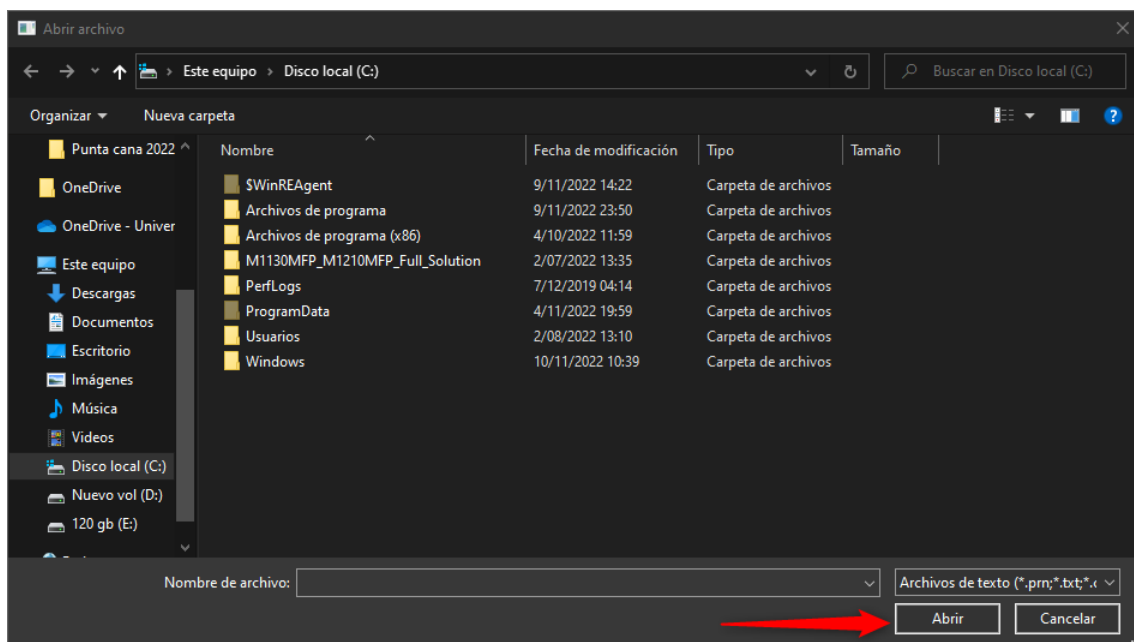 Abrir archivo
Este equipo > Disco local (C:)
Buscar en Disco local (C:)
Organizar
Nueva carpeta
Punta cana 2022
OneDrive
OneDrive - Univer
Este equipo
Descargas
Documentos
Escritorio
Imágenes
Música
Videos
Disco local (C:)
Nuevo vol (D:)
120 gb (E:)
Nombre Fecha de modificación Tipo Tamaño
$WinREAgent 9/11/2022 14:22 Carpeta de archivos
Archivos de programa 9/11/2022 23:50 Carpeta de archivos
Archivos de programa (x86) 4/10/2022 11:59 Carpeta de archivos
M1130MFP_M1210MFP_Full_Solution 2/07/2022 13:35 Carpeta de archivos
PerfLogs 7/12/2019 04:14 Carpeta de archivos
ProgramData 4/11/2022 19:59 Carpeta de archivos
Usuarios 2/08/2022 13:10 Carpeta de archivos
Windows 10/11/2022 10:39 Carpeta de archivos
Nombre de archivo:
Archivos de texto (*.prn;*.txt;*.c
Abrir
Cancelar